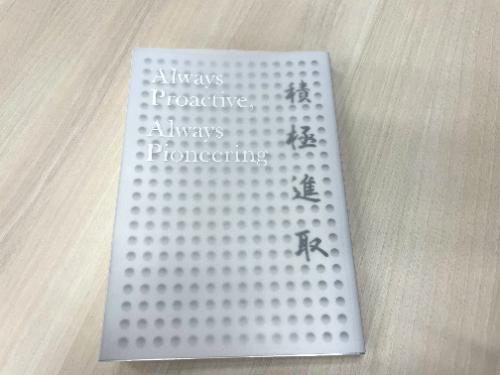 Always
Proactive,
Always
Pioneering
積極進取